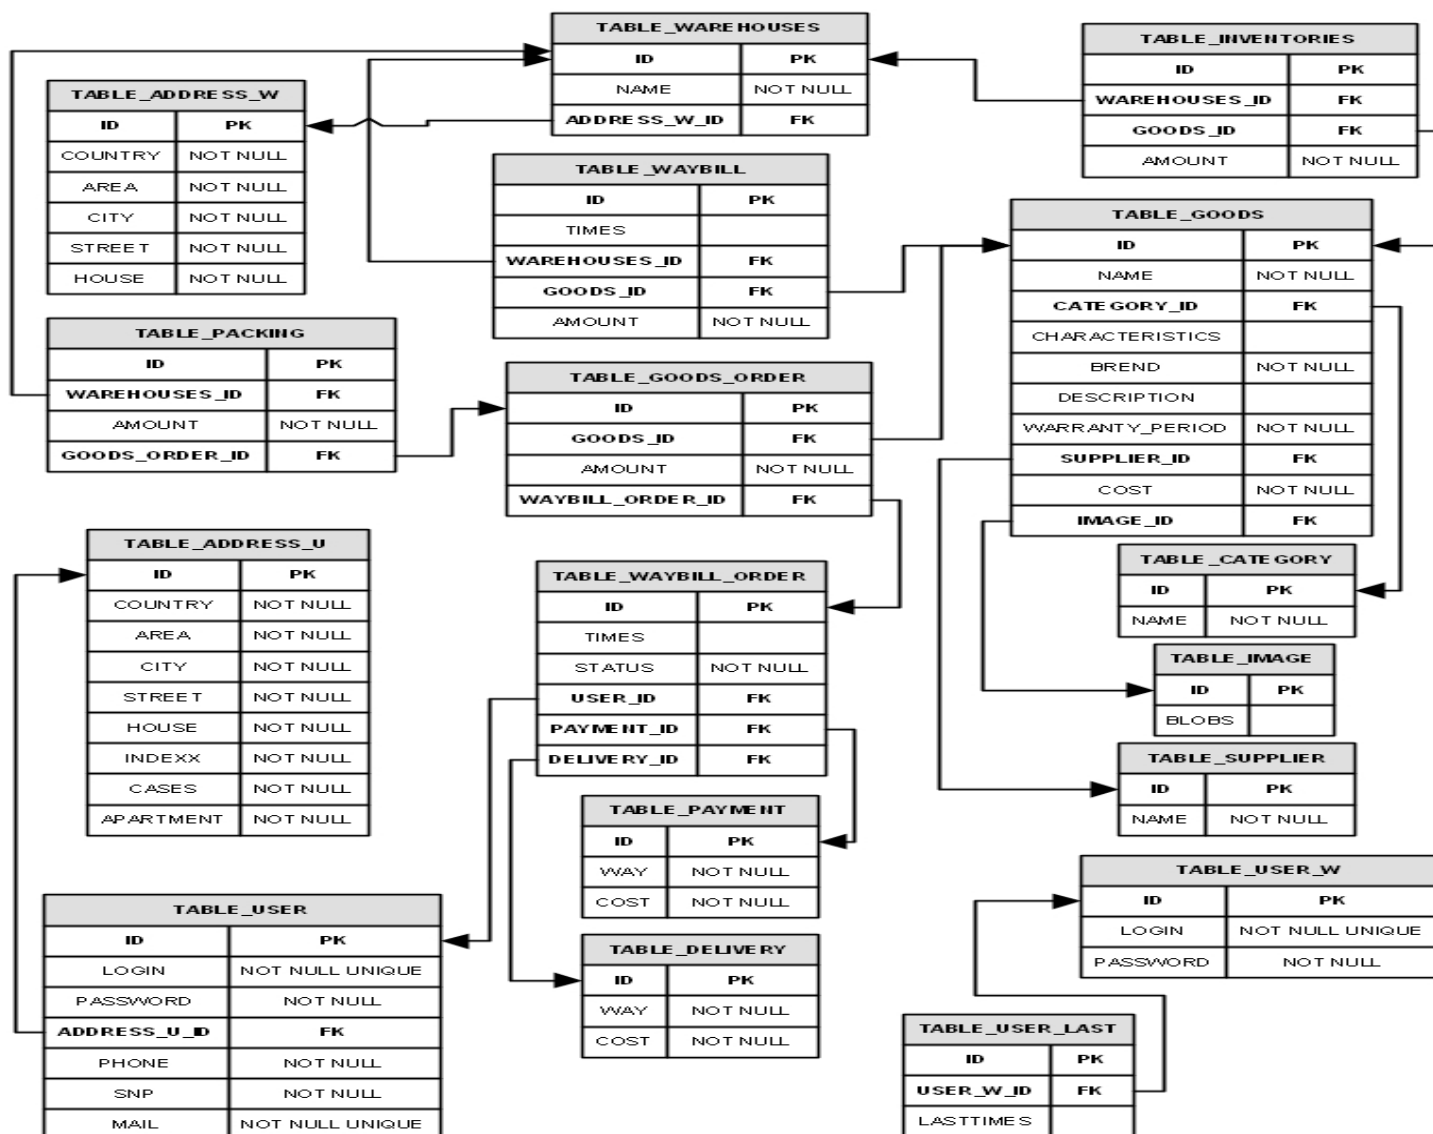 TABLE_WAREHOUSES
ID PK
NAME NOT NULL
ADDRESS_W_ID FK
TABLE_INVENTORIES
ID PK
WAREHOUSES_ID FK
GOODS_ID FK
AMOUNT NOT NULL
TABLE_ADDRESS_W
ID PK
COUNTRY NOT NULL
AREA NOT NULL
CITY NOT NULL
STREET NOT NULL
HOUSE NOT NULL
TABLE_WAYBILL
ID PK
TIMES
WAREHOUSES_ID FK
GOODS_ID FK
AMOUNT NOT NULL
TABLE_GOODS
ID PK
NAME NOT NULL
CATEGORY_ID FK
CHARACTERISTICS
BREND NOT NULL
DESCRIPTION
WARRANTY_PERIOD NOT NULL
SUPPLIER_ID FK
COST NOT NULL
IMAGE_ID FK
TABLE_PACKING
ID PK
WAREHOUSES_ID FK
AMOUNT NOT NULL
GOODS_ORDER_ID FK
TABLE_GOODS_ORDER
ID PK
GOODS_ID FK
AMOUNT NOT NULL
WAYBILL_ORDER_ID FK
TABLE_ADDRESS_U
ID PK
COUNTRY NOT NULL
AREA NOT NULL
CITY NOT NULL
STREET NOT NULL
HOUSE NOT NULL
INDEXX NOT NULL
CASES NOT NULL
APARTMENT NOT NULL
TABLE_WAYBILL_ORDER
ID PK
TIMES
STATUS NOT NULL
USER_ID FK
PAYMENT_ID FK
DELIVERY_ID FK
TABLE_CATEGORY
ID PK
NAME NOT NULL
TABLE_IMAGE
ID PK
BLOBS
TABLE_SUPPLIER
ID PK
NAME NOT NULL
TABLE_PAYMENT
ID PK
WAY NOT NULL
COST NOT NULL
TABLE_USER
ID PK
LOGIN NOT NULL UNIQUE
PASSWORD NOT NULL
ADDRESS_U_ID FK
PHONE NOT NULL
SNP NOT NULL
MAIL NOT NULL UNIQUE
TABLE_DELIVERY
ID PK
WAY NOT NULL
COST NOT NULL
TABLE_USER_W
ID PK
LOGIN NOT NULL UNIQUE
PASSWORD NOT NULL
TABLE_USER_LAST
ID PK
USER_W_ID FK
LASTTIMES